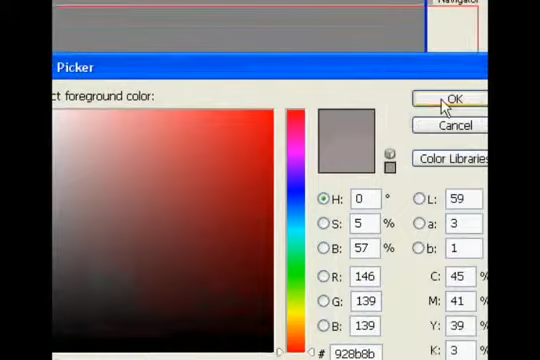 Navigator
Picker
ct foreground color:
OK
Cancel
Color Libraries
H: 0 °
L: 59
S: 5 %
a: 3
B: 57 %
b: 1
R: 146
C: 45 %
G: 139
M: 41 %
B: 139
Y: 39 %
# 928b8b
K: 3 %